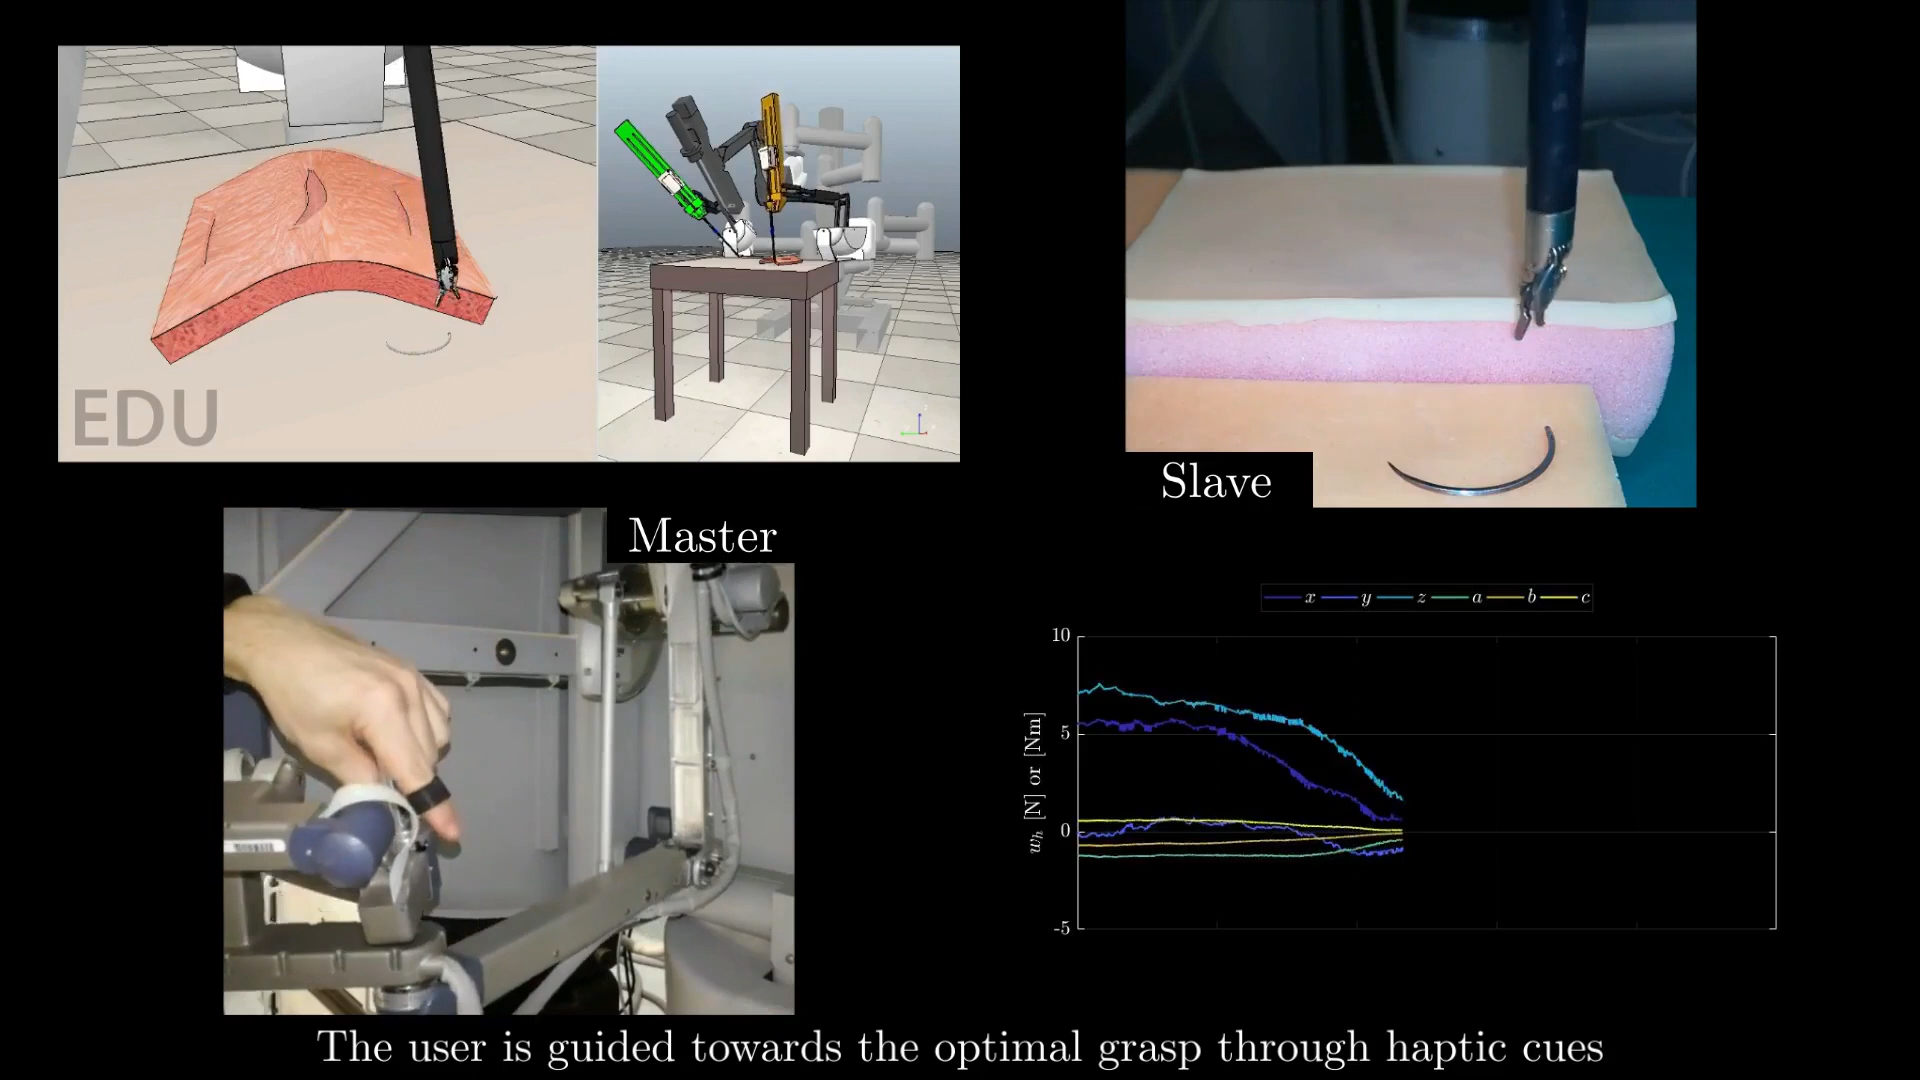 EDU
Slave
Master
x y z a b c
10
5
0
-5
w_h [N] or [Nm]
The user is guided towards the optimal grasp through haptic cues